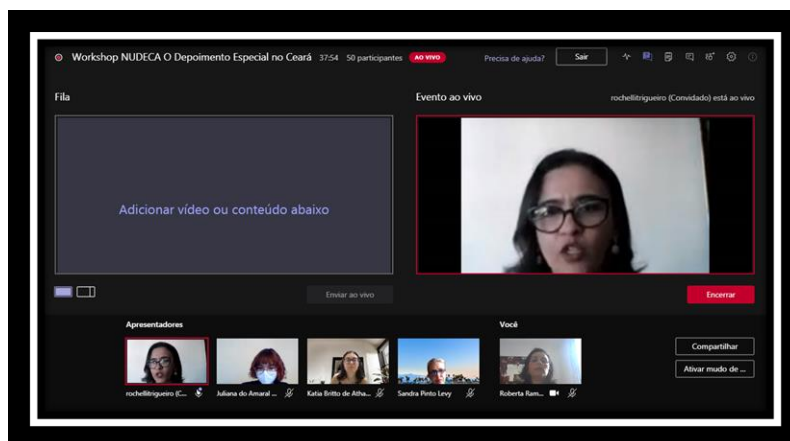 Workshop NUDECA O Depoimento Especial no Ceará 37:54 50 participantes AO VIVO Precisa de ajuda? Sair
Fila
Evento ao vivo rochellitrigueiro (Convidado) está ao vivo
Adicionar vídeo ou conteúdo abaixo
Enviar ao vivo
Encerrar
Apresentadores
Você
rochellitrigueiro (C... Juliana do Amaral ... Katia Britto de Atha... Sandra Pinto Levy Roberta Ram...
Compartilhar
Ativar mudo de ...